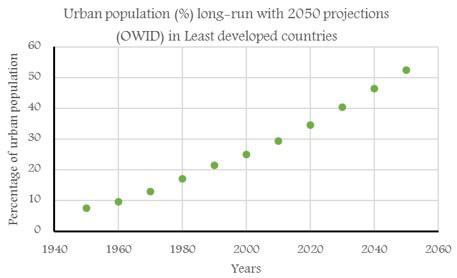 Urban population (%) long-run with 2050 projections
(OWID) in Least developed countries
Percentage of urban population
60
50
40
30
20
10
0
1940 1960 1980 2000 2020 2040 2060
Years